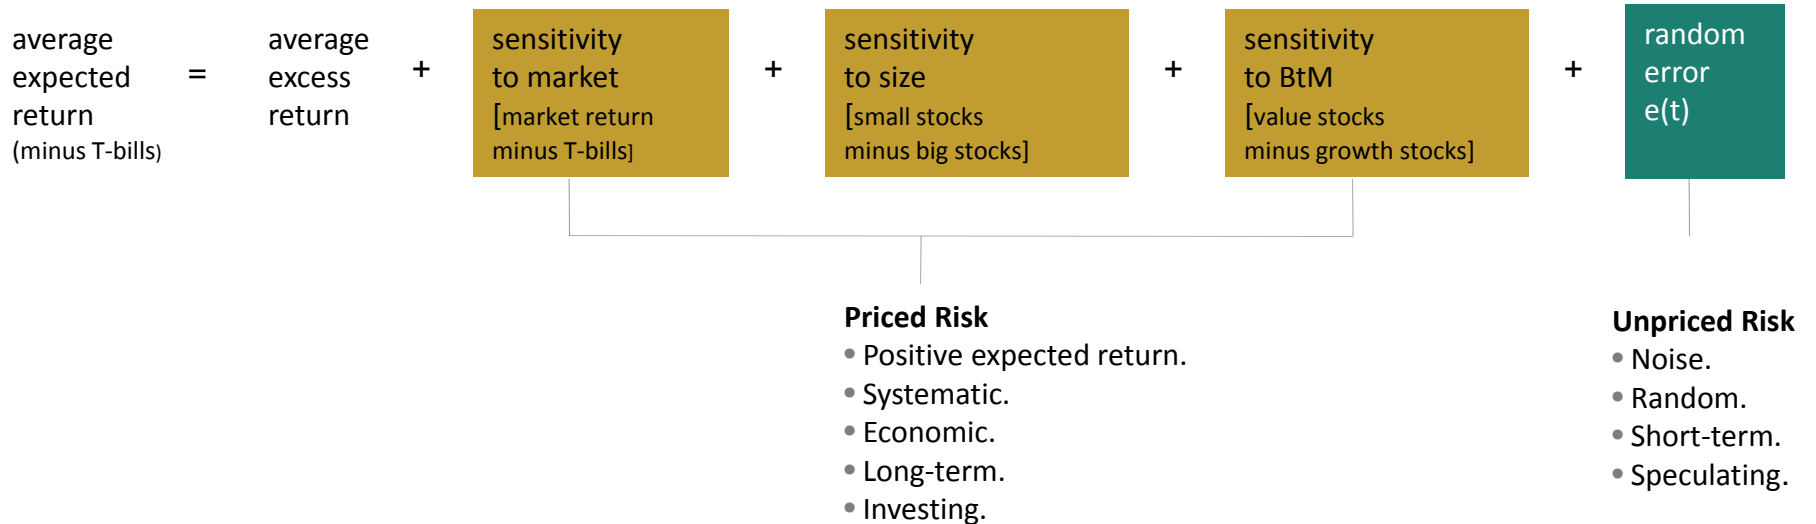 average
expected
return
(minus T-bills)
=
average
excess
return
+
sensitivity
to market
[market return
minus T-bills]
+
sensitivity
to size
[small stocks
minus big stocks]
+
sensitivity
to BtM
[value stocks
minus growth stocks]
+
random
error
e(t)
Priced Risk
• Positive expected return.
• Systematic.
• Economic.
• Long-term.
• Investing.
Unpriced Risk
• Noise.
• Random.
• Short-term.
• Speculating.